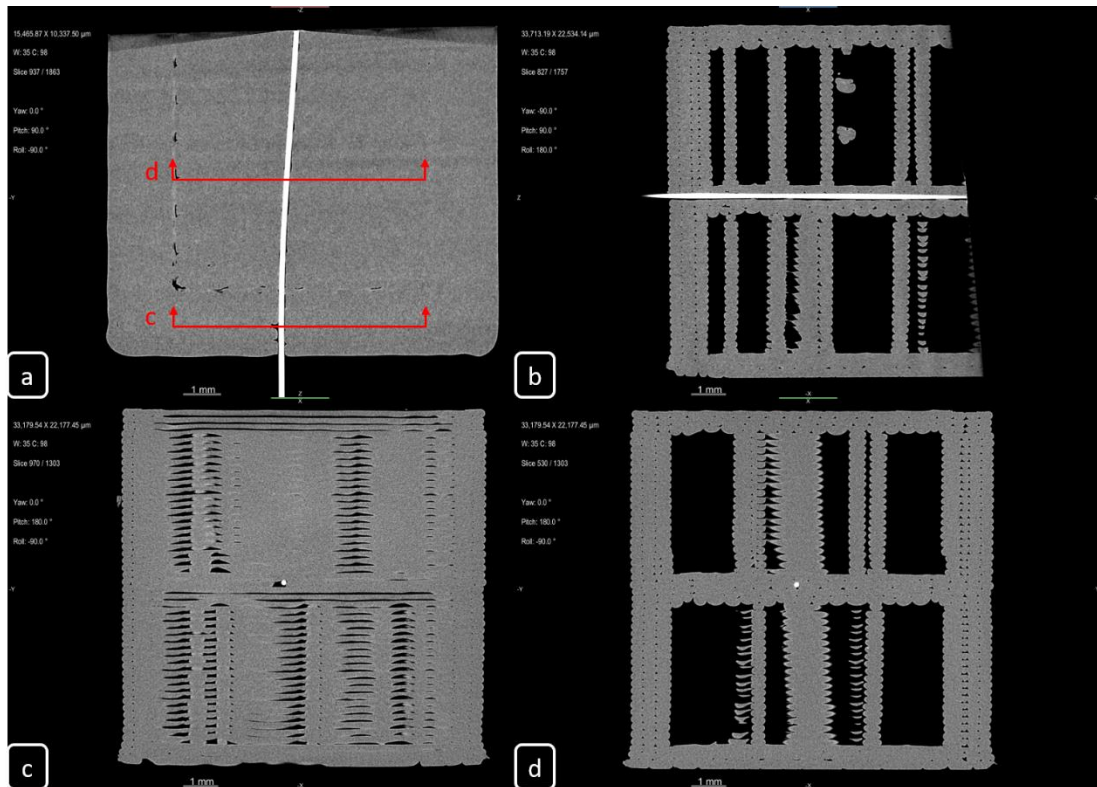 -Z
15,465.87 X 10,337.50 µm
W: 35 C: 98
Slice 937 / 1863
Yaw: 0.0 °
Pitch: 90.0 °
Roll: -90.0 °
-Y
d
c
a
1 mm
Z
X
33,713.19 X 22,534.14 µm
W: 35 C: 98
Slice 827 / 1757
Yaw: -90.0 °
Pitch: 90.0 °
Roll: 180.0 °
Z
b
1 mm
-X
X
33,179.54 X 22,177.45 µm
W: 35 C: 98
Slice 970 / 1303
Yaw: 0.0 °
Pitch: 180.0 °
Roll: -90.0 °
-Y
c
1 mm
-X
33,179.54 X 22,177.45 µm
W: 35 C: 98
Slice 530 / 1303
Yaw: 0.0 °
Pitch: 180.0 °
Roll: -90.0 °
-Y
d
1 mm
-X